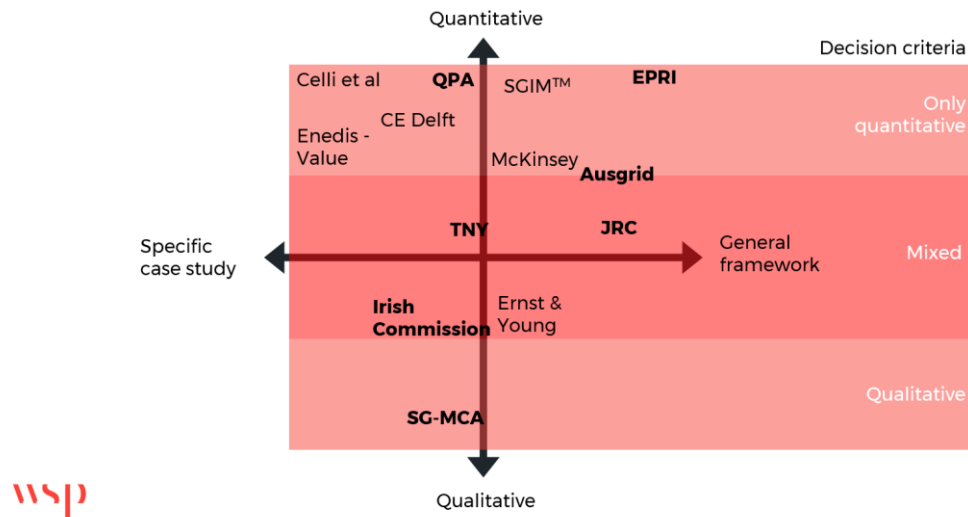 Quantitative
Decision criteria
Celli et al
QPA
SGIM™
EPRI
Only
quantitative
CE Delft
Enedis -
Value
McKinsey
Ausgrid
TNY
JRC
Specific
case study
General
framework
Mixed
Irish
Commission
Ernst &
Young
Qualitative
SG-MCA
Qualitative
wsp